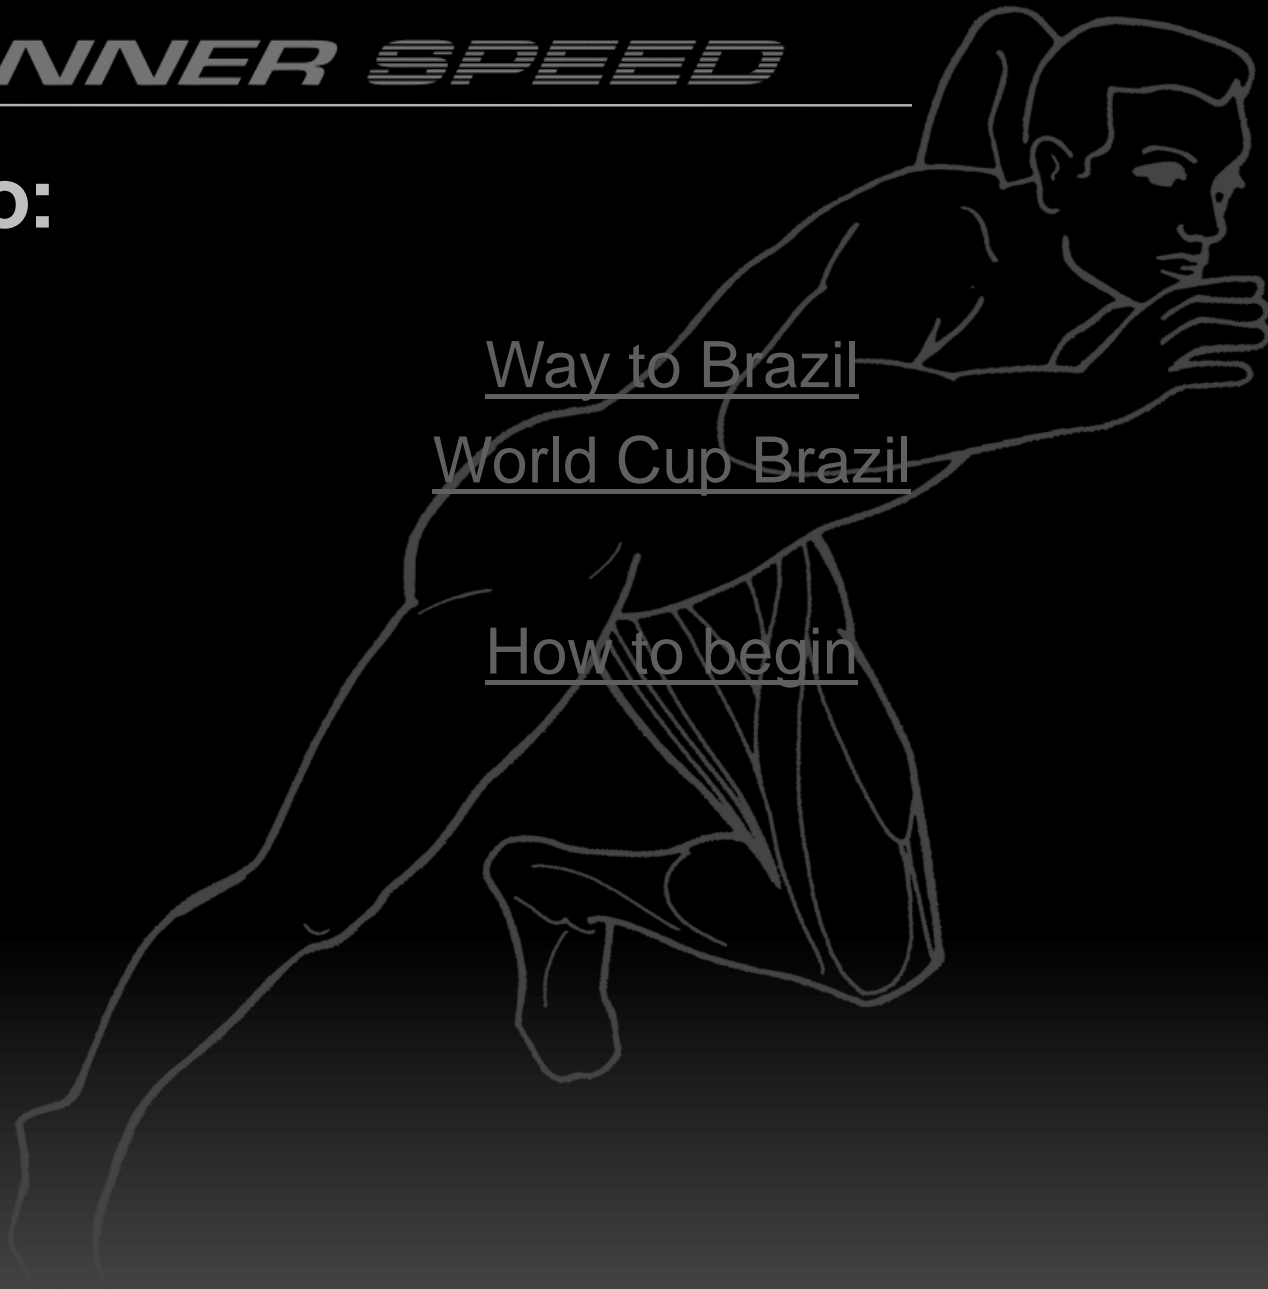 NNER SPEED
o:
Way to Brazil
World Cup Brazil
How to begin